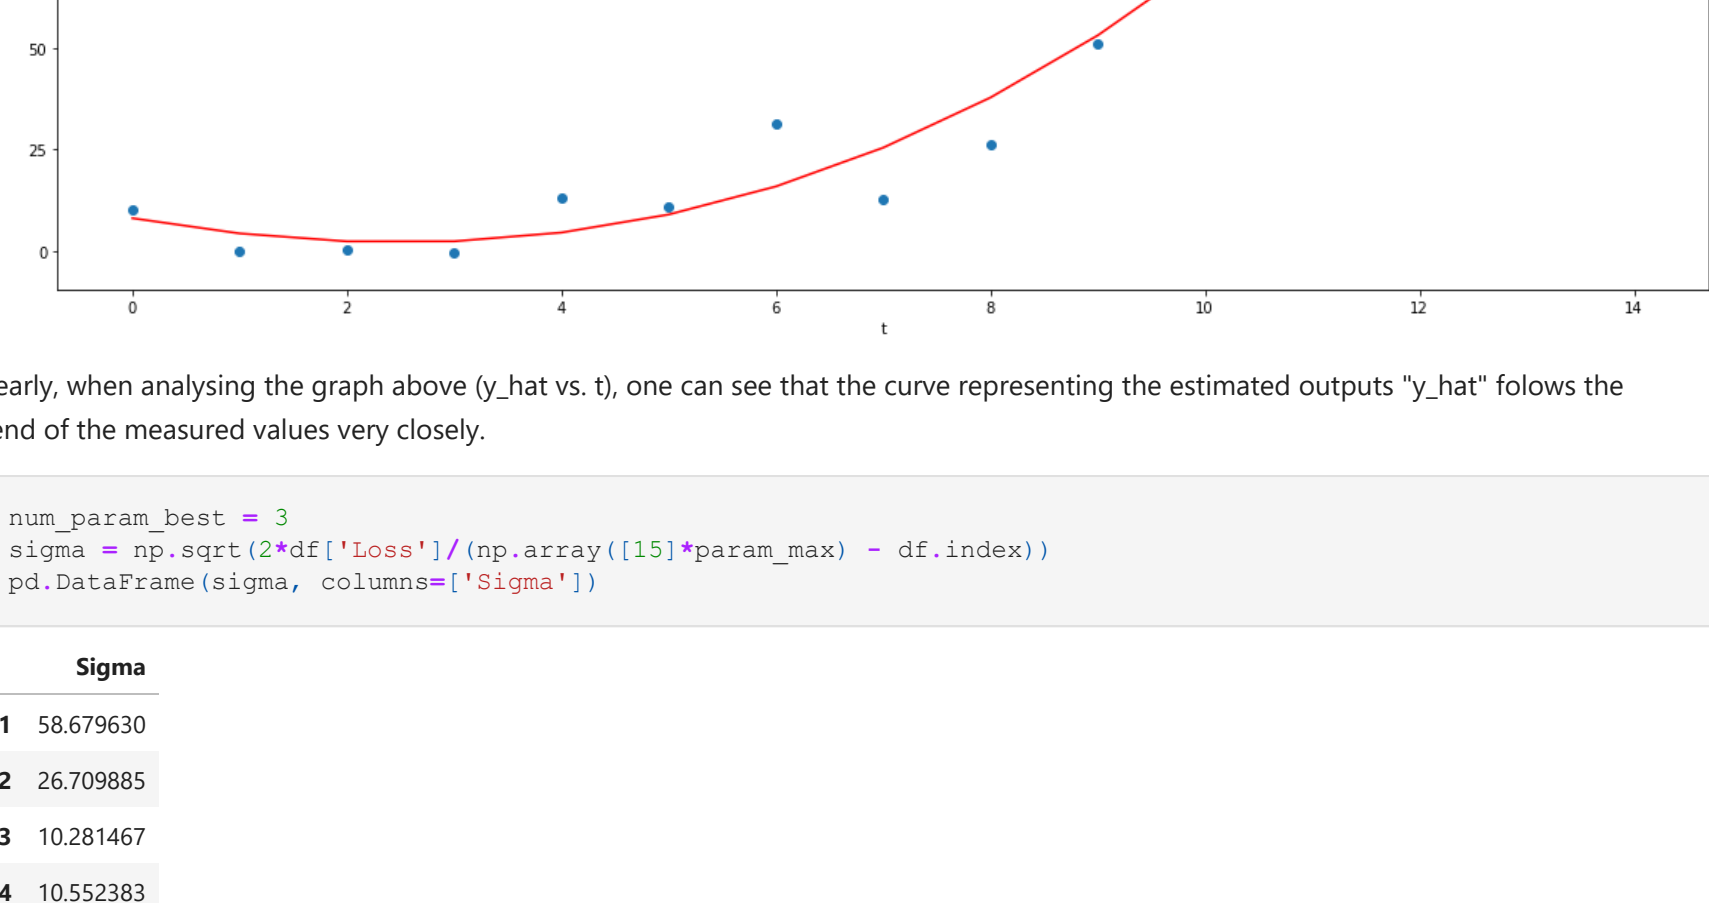 50
25
0
0 2 4 6 8 10 12 14
t
early, when analysing the graph above (y_hat vs. t), one can see that the curve representing the estimated outputs "y_hat" folows the
end of the measured values very closely.
num_param_best = 3
sigma = np.sqrt(2*df['Loss']/(np.array([15]*param_max) - df.index))
pd.DataFrame(sigma, columns=['Sigma'])
Sigma
1 58.679630
2 26.709885
3 10.281467
4 10.552383